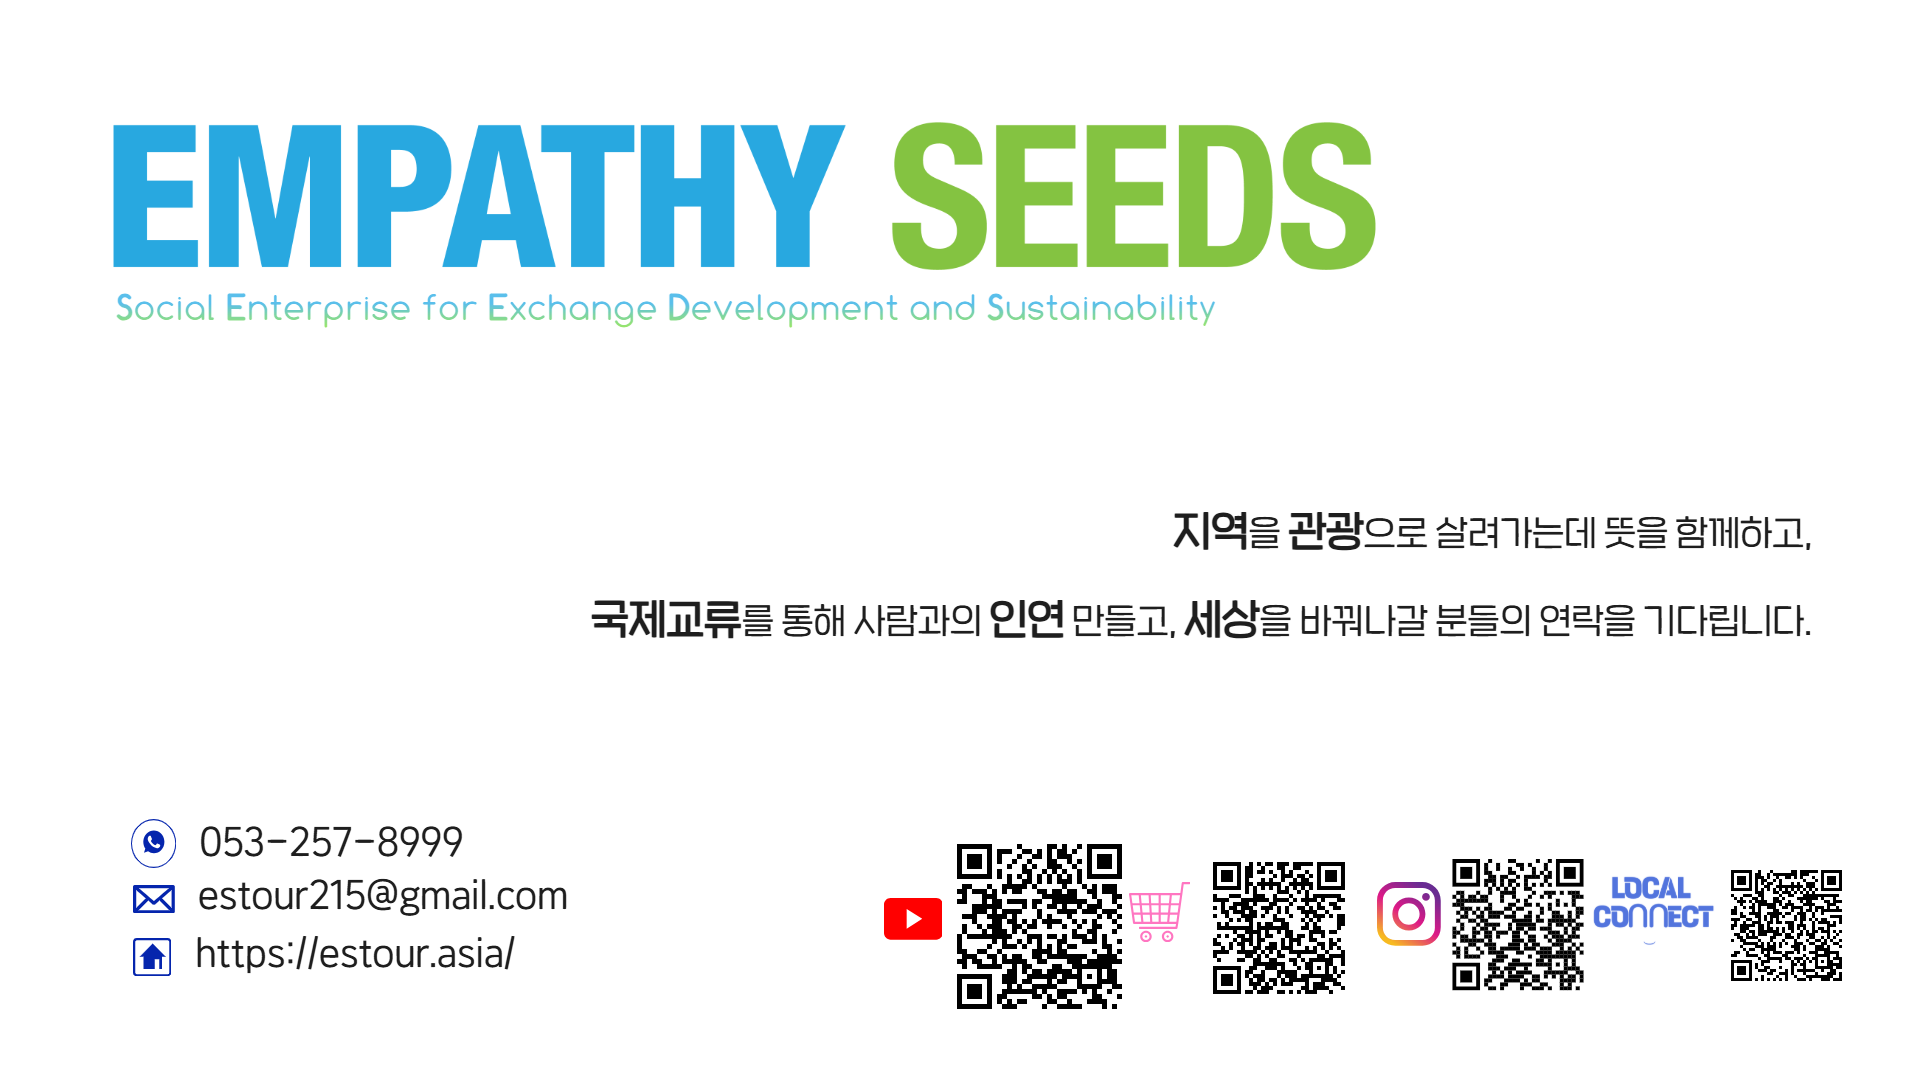 EMPATHY SEEDS
Social Enterprise for Exchange Development and Sustainability
지역을 관광으로 살려가는데 뜻을 함께하고,
국제교류를 통해 사람과의 인연 만들고, 세상을 바꿔나갈 분들의 연락을 기다립니다.
053-257-8999
estour215@gmail.com
https://estour.asia/
LOCAL
CONNECT